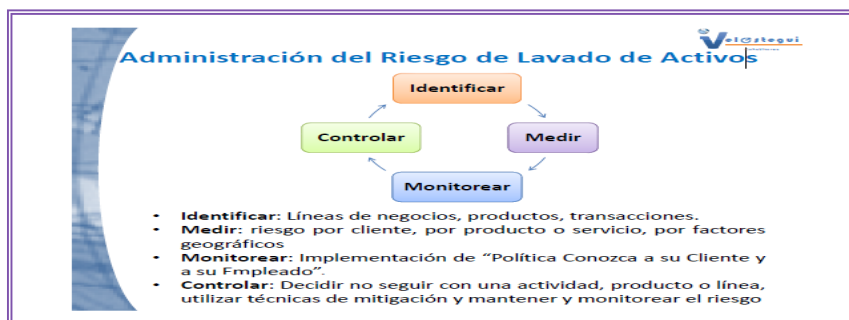 Velastegui
Administración del Riesgo de Lavado de Activos
Identificar
Controlar
Medir
Monitorear
• Identificar: Líneas de negocios, productos, transacciones.
• Medir: riesgo por cliente, por producto o servicio, por factores
geográficos
• Monitorear: Implementación de “Política Conozca a su Cliente y
a su Empleado”.
• Controlar: Decidir no seguir con una actividad, producto o línea,
utilizar técnicas de mitigación y mantener y monitorear el riesgo